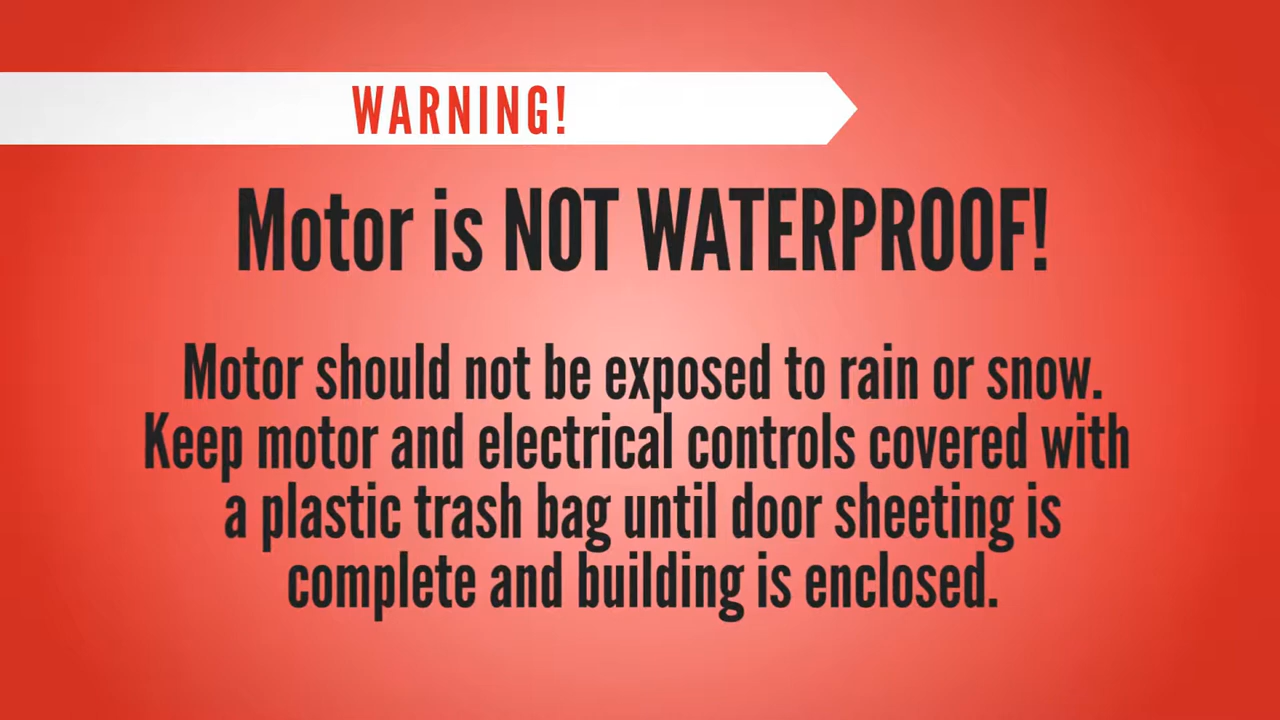 WARNING!
Motor is NOT WATERPROOF!
Motor should not be exposed to rain or snow.
Keep motor and electrical controls covered with
a plastic trash bag until door sheeting is
complete and building is enclosed.